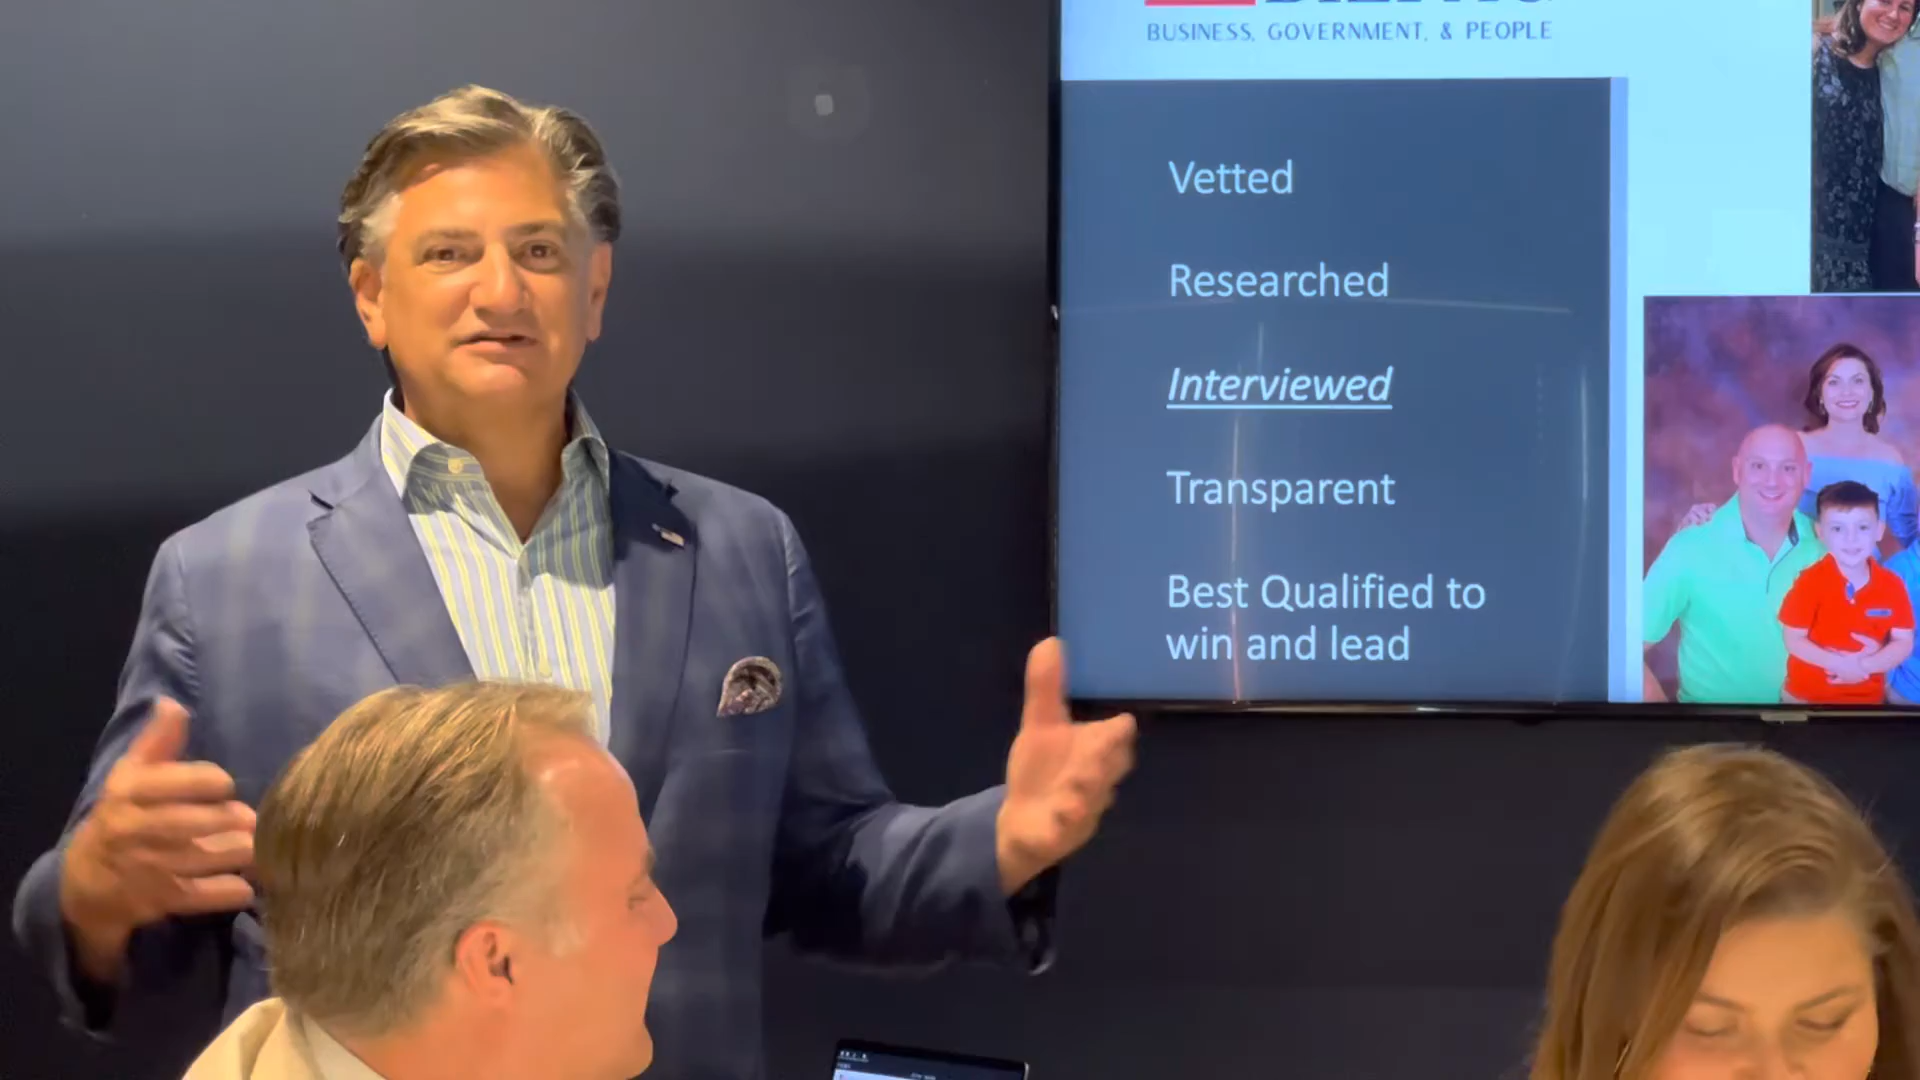 BUSINESS, GOVERNMENT, & PEOPLE
Vetted
Researched
Interviewed
Transparent
Best Qualified to
win and lead